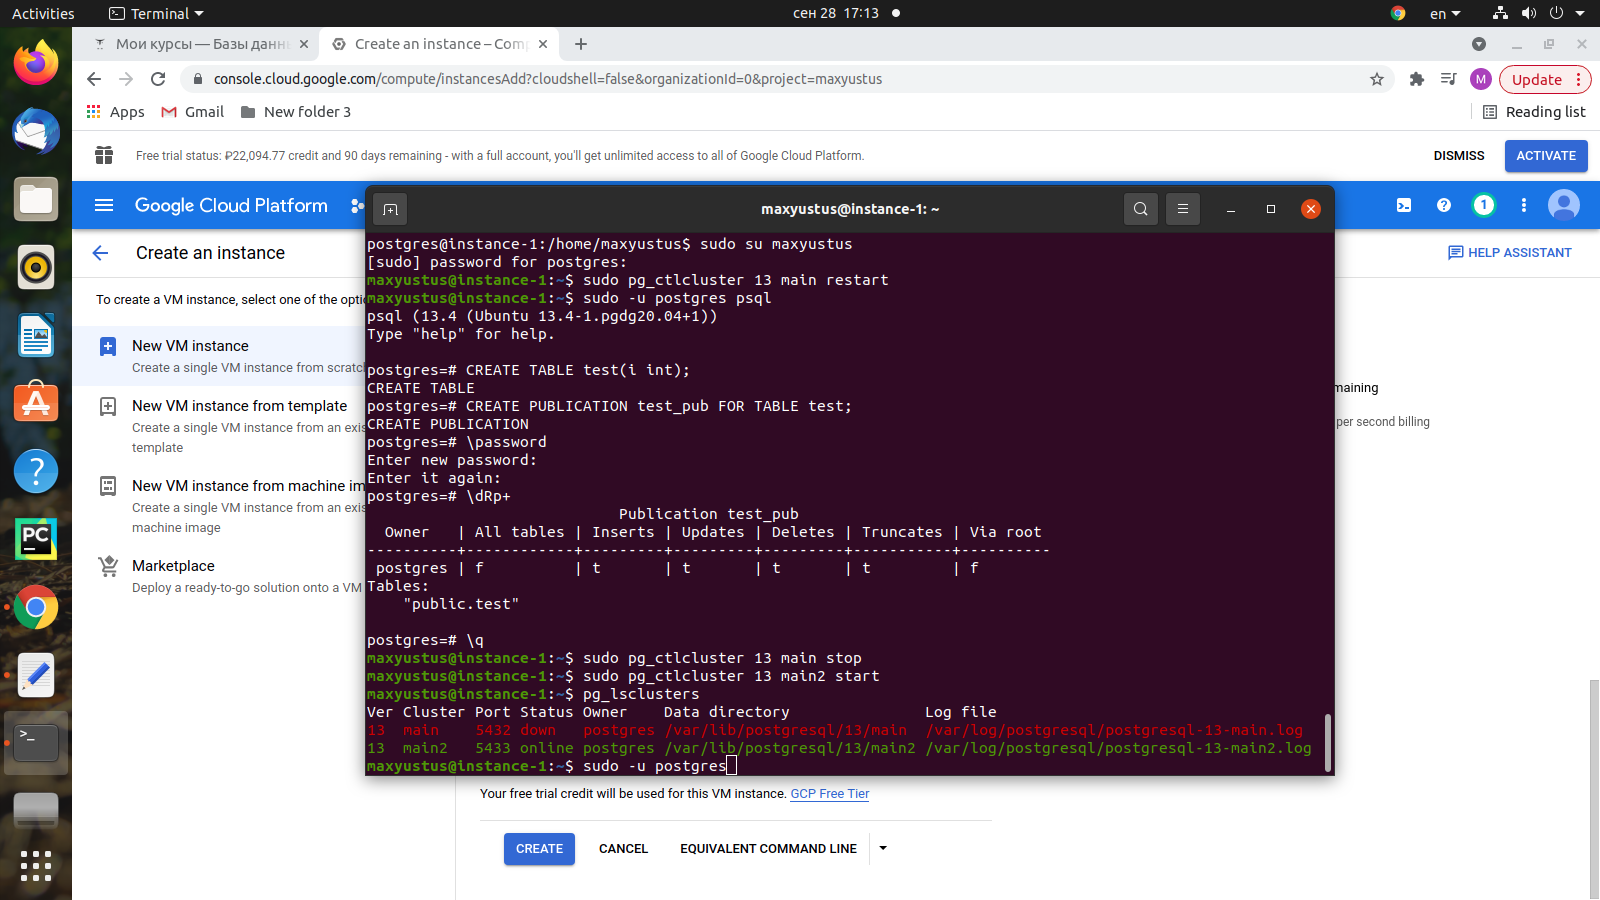 Activities
Terminal
сен 28 17:13
en
Мои курсы — Базы данн
Create an instance – Com
console.cloud.google.com/compute/instancesAdd?cloudshell=false&organizationId=0&project=maxyustus
M
Update
Apps
Gmail
New folder 3
Reading list
Free trial status: ₽22,094.77 credit and 90 days remaining - with a full account, you'll get unlimited access to all of Google Cloud Platform.
DISMISS
ACTIVATE
Google Cloud Platform
1
Create an instance
HELP ASSISTANT
To create a VM instance, select one of the optio
New VM instance
Create a single VM instance from scratc
New VM instance from template
Create a single VM instance from an exis
template
New VM instance from machine im
Create a single VM instance from an exis
machine image
Marketplace
Deploy a ready-to-go solution onto a VM
maxyustus@instance-1: ~
postgres@instance-1:/home/maxyustus$ sudo su maxyustus
[sudo] password for postgres:
maxyustus@instance-1:~$ sudo pg_ctlcluster 13 main restart
maxyustus@instance-1:~$ sudo -u postgres psql
psql (13.4 (Ubuntu 13.4-1.pgdg20.04+1))
Type "help" for help.
postgres=# CREATE TABLE test(i int);
CREATE TABLE
postgres=# CREATE PUBLICATION test_pub FOR TABLE test;
CREATE PUBLICATION
postgres=# \password
Enter new password:
Enter it again:
postgres=# \dRp+
Publication test_pub
Owner | All tables | Inserts | Updates | Deletes | Truncates | Via root
----------+------------+---------+---------+---------+-----------+----------
postgres | f | t | t | t | t | f
Tables:
"public.test"
postgres=# \q
maxyustus@instance-1:~$ sudo pg_ctlcluster 13 main stop
maxyustus@instance-1:~$ sudo pg_ctlcluster 13 main2 start
maxyustus@instance-1:~$ pg_lsclusters
Ver Cluster Port Status Owner Data directory Log file
13 main 5432 down postgres /var/lib/postgresql/13/main /var/log/postgresql/postgresql-13-main.log
13 main2 5433 online postgres /var/lib/postgresql/13/main2 /var/log/postgresql/postgresql-13-main2.log
maxyustus@instance-1:~$ sudo -u postgres
maining
per second billing
Your free trial credit will be used for this VM instance. GCP Free Tier
CREATE
CANCEL
EQUIVALENT COMMAND LINE